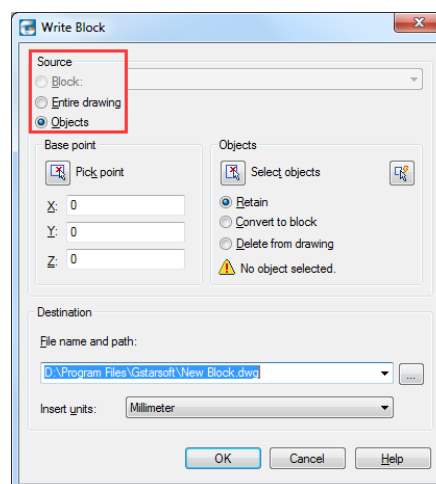 Write Block
Source
Block:
Entire drawing
Objects
Base point
Pick point
X: 0
Y: 0
Z: 0
Objects
Select objects
Retain
Convert to block
Delete from drawing
No object selected.
Destination
File name and path:
D:\Program Files\Gstarsoft\New Block.dwg
...
Insert units: Millimeter
OK Cancel Help